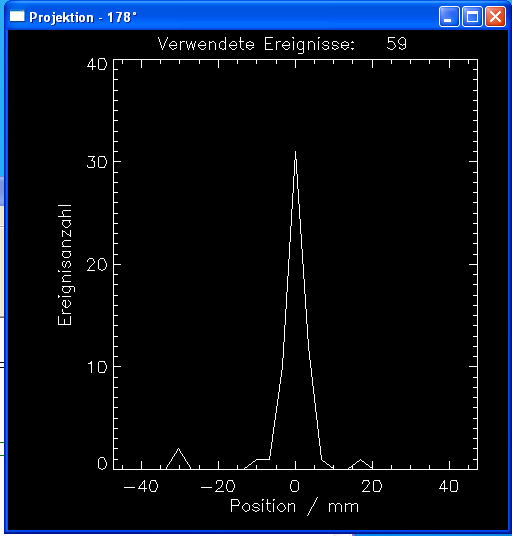 Projektion - 178°
Verwendete Ereignisse: 59
40
30
20
10
0
Ereignisanzahl
-40 -20 0 20 40
Position / mm